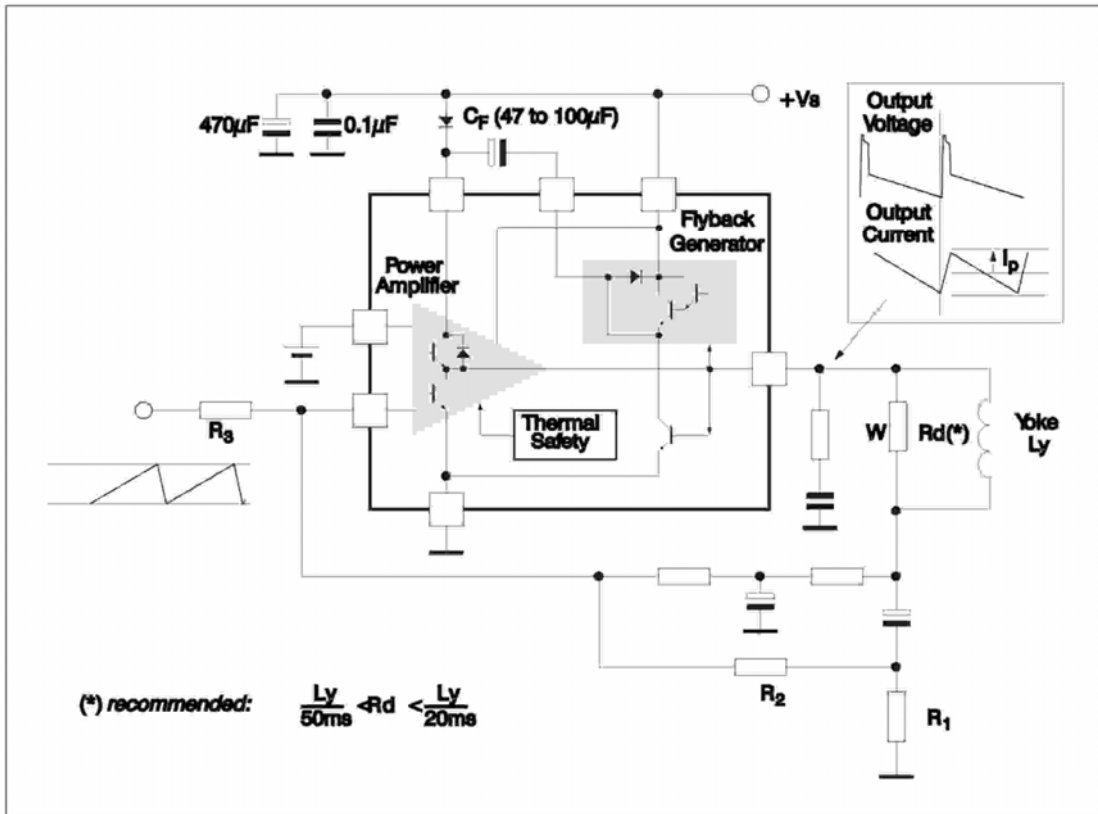 +Vs
470μF
0.1μF
CF (47 to 100μF)
Output
Voltage
Output
Current
Ip
Flyback
Generator
Power
Amplifier
Thermal
Safety
R3
W
Rd(*)
Yoke
Ly
R2
R1
(*) recommended: Ly/50ms <Rd < Ly/20ms